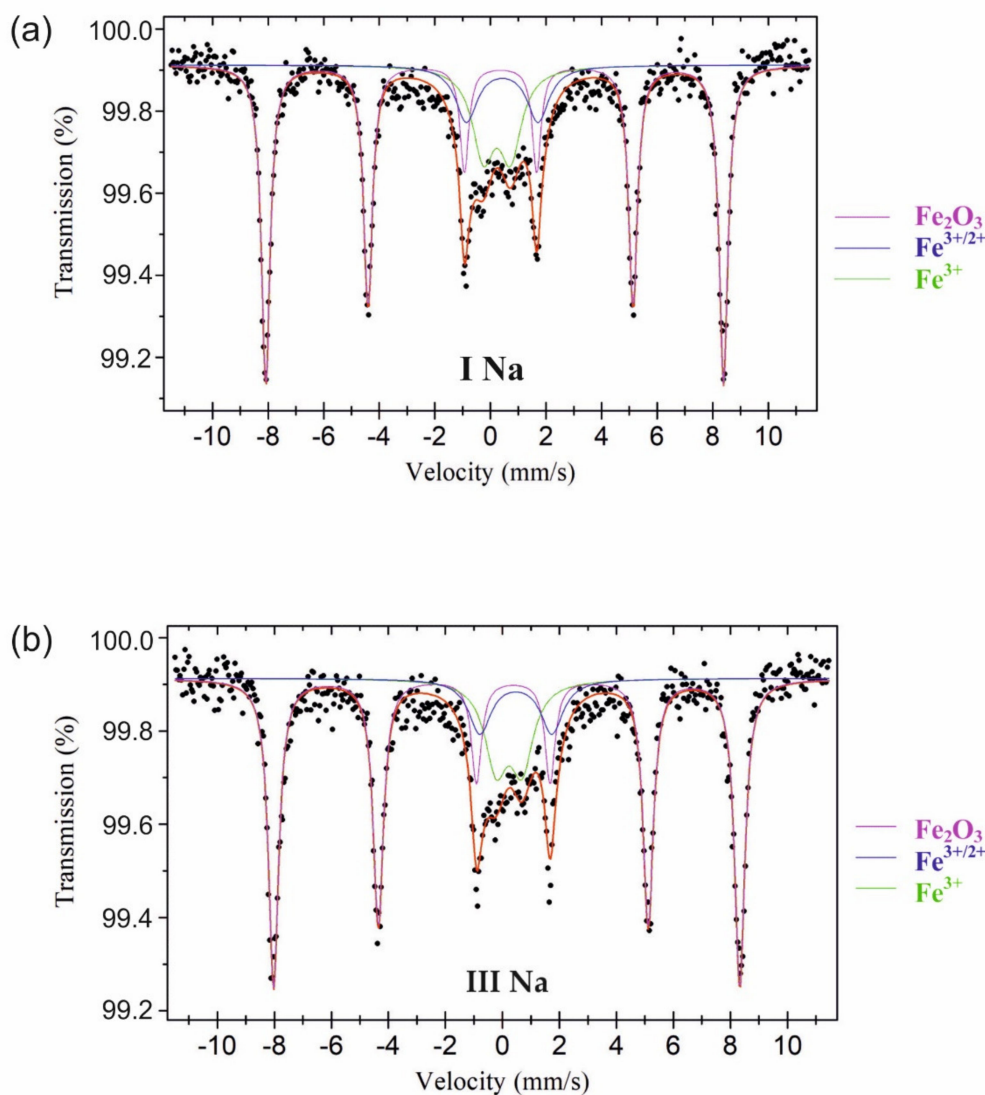 (a)
100.0
99.8
99.6
99.4
99.2
Transmission (%)
I Na
-10 -8 -6 -4 -2 0 2 4 6 8 10
Velocity (mm/s)
Fe₂O₃
Fe³⁺/²⁺
Fe³⁺
(b)
100.0
99.8
99.6
99.4
99.2
Transmission (%)
III Na
-10 -8 -6 -4 -2 0 2 4 6 8 10
Velocity (mm/s)
Fe₂O₃
Fe³⁺/²⁺
Fe³⁺